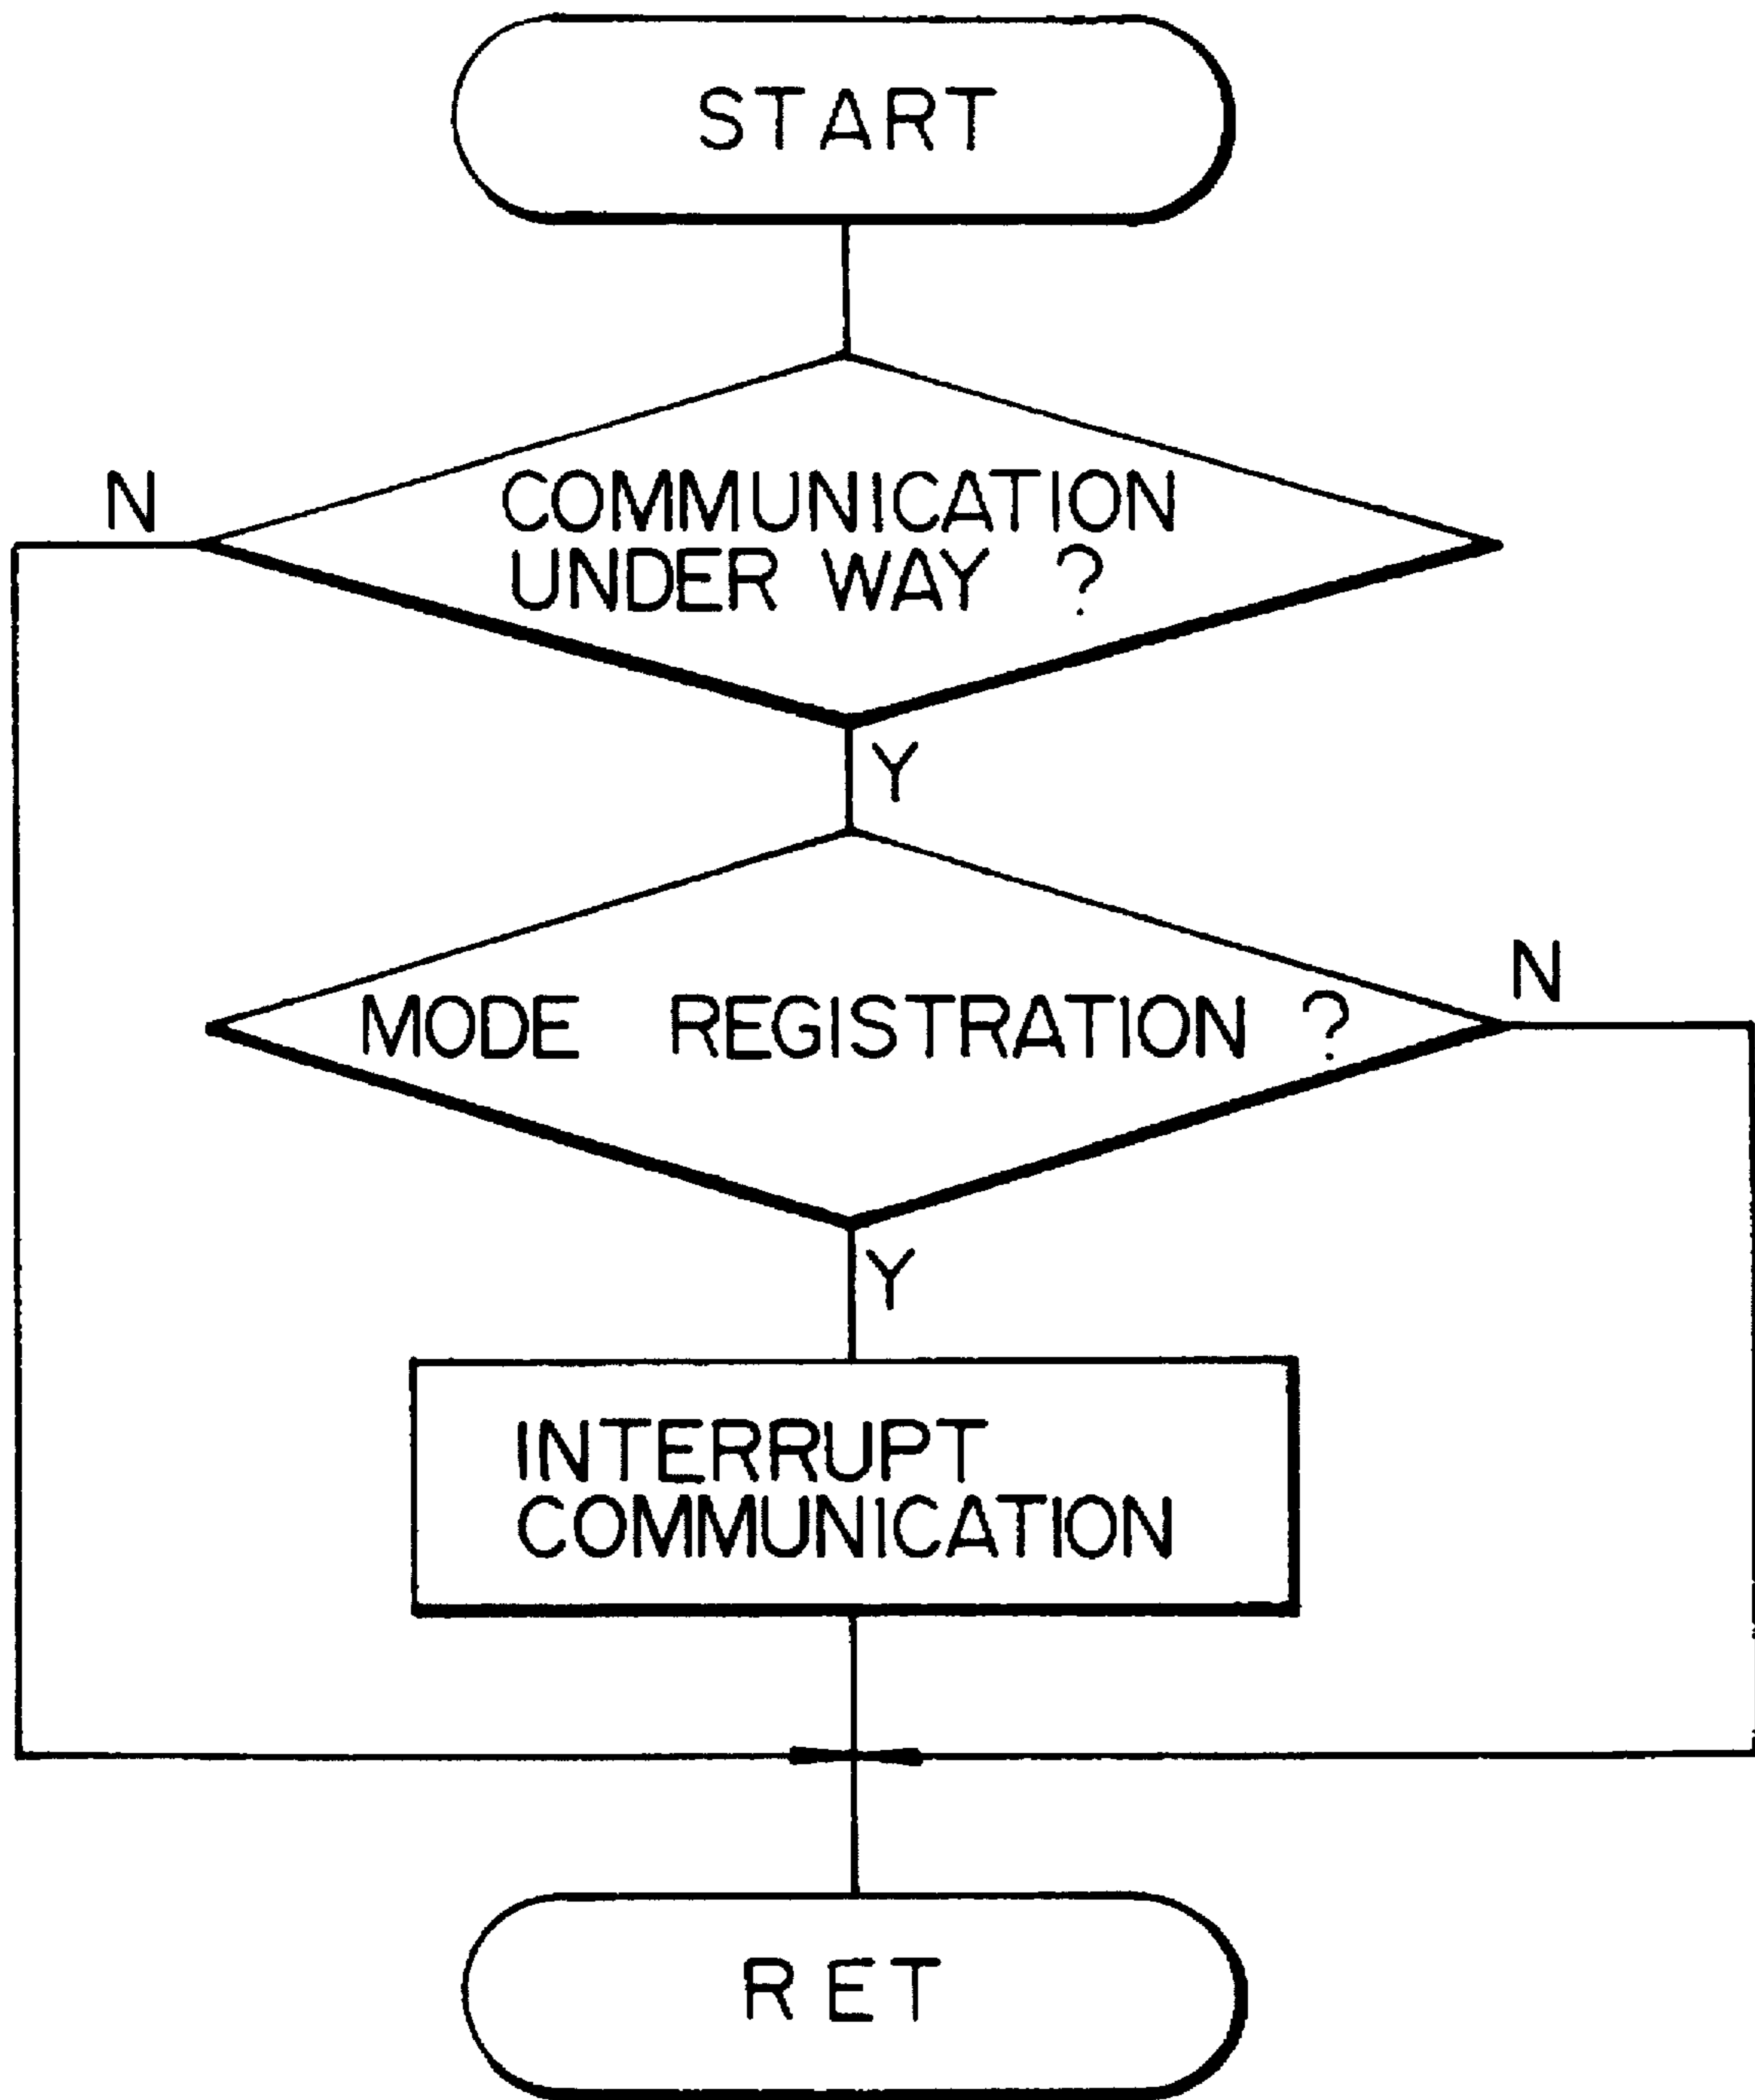 START
N
COMMUNICATION
UNDER WAY ?
Y
N
MODE REGISTRATION ?
Y
INTERRUPT
COMMUNICATION
RET